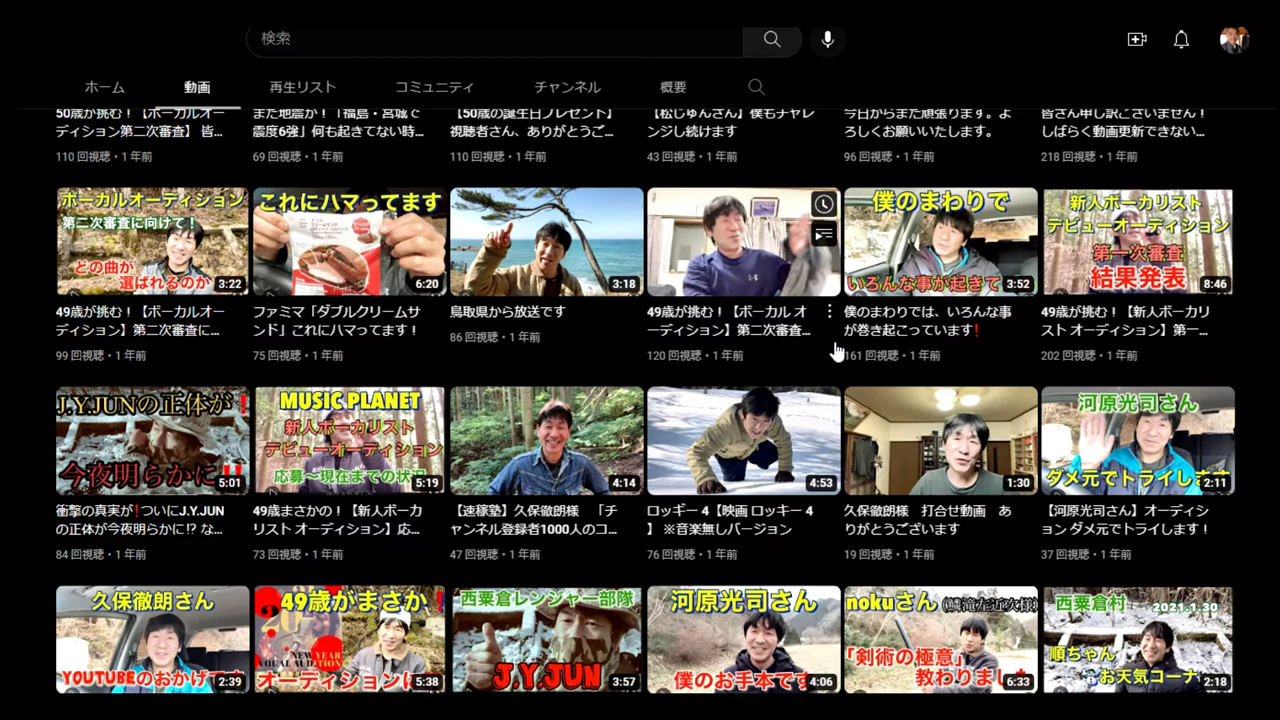 検索
ホーム
動画
再生リスト
コミュニティ
チャンネル
概要
50歳が挑む!【ボーカルオー
ディション第二次審査】 皆...
110 回視聴・1 年前
また地震が!「福島・宮城で
震度6強」何も起きてない時...
69 回視聴・1 年前
【50歳の誕生日プレゼント】
視聴者さん、ありがとうご...
110 回視聴・1 年前
【松じゅんさん】僕もチャレ
ンジし続けます
43 回視聴・1 年前
今日からまた頑張ります。よ
ろしくお願いいたします。
96 回視聴・1 年前
皆さん申し訳ございません!
しばらく動画更新できない...
218 回視聴・1 年前
ボーカルオーディション
第二次審査に向けて!
どの曲が
選ばれるのか
3:22
49歳が挑む!【ボーカルオー
ディション】第二次審査に...
99 回視聴・1 年前
これにハマってます
6:20
ファミマ「ダブルクリームサ
ンド」これにハマってます!
75 回視聴・1 年前
3:18
鳥取県から放送です
86 回視聴・1 年前
49歳が挑む!【ボーカル オ
ーディション】第二次審査...
120 回視聴・1 年前
僕のまわりで
いろんな事が起きて
3:52
僕のまわりでは、いろんな事
が巻き起こっています❗
161 回視聴・1 年前
新人ボーカリスト
デビューオーディション
第一次審査
結果発表
8:46
49歳が挑む!【新人ボーカリ
スト オーディション】第一...
202 回視聴・1 年前
J.Y.JUNの正体が❗
今夜明らかに‼
5:01
衝撃の真実が❗ついにJ.Y.JUN
の正体が今夜明らかに⁉ な...
84 回視聴・1 年前
MUSIC PLANET
新人ボーカリスト
デビューオーディション
応募〜現在までの状況
5:19
49歳まさかの!【新人ボーカ
リスト オーディション】応...
73 回視聴・1 年前
4:14
【速稼塾】久保徹朗様 「チ
ャンネル登録者1000人のコ...
47 回視聴・1 年前
4:53
ロッギー 4【映画 ロッキー 4
】 ※音楽無しバージョン
76 回視聴・1 年前
1:30
久保徹朗様 打合せ動画 あ
りがとうございます
19 回視聴・1 年前
河原光司さん
ダメ元でトライします
2:11
【河原光司さん】オーディシ
ョン ダメ元でトライします!
37 回視聴・1 年前
久保徹朗さん
YOUTUBEのおかげです
2:39
49歳がまさか❗
NEW YEAR
VOCAL AUDITION
オーディションに
5:38
西粟倉レンジャー部隊
J.Y.JUN
3:57
河原光司さん
僕のお手本です
4:06
nokuさん(鱗滝左近次様)
「剣術の極意」
教わりました
6:33
西粟倉村
2021.1.30
順ちゃん
お天気コーナー
2:18